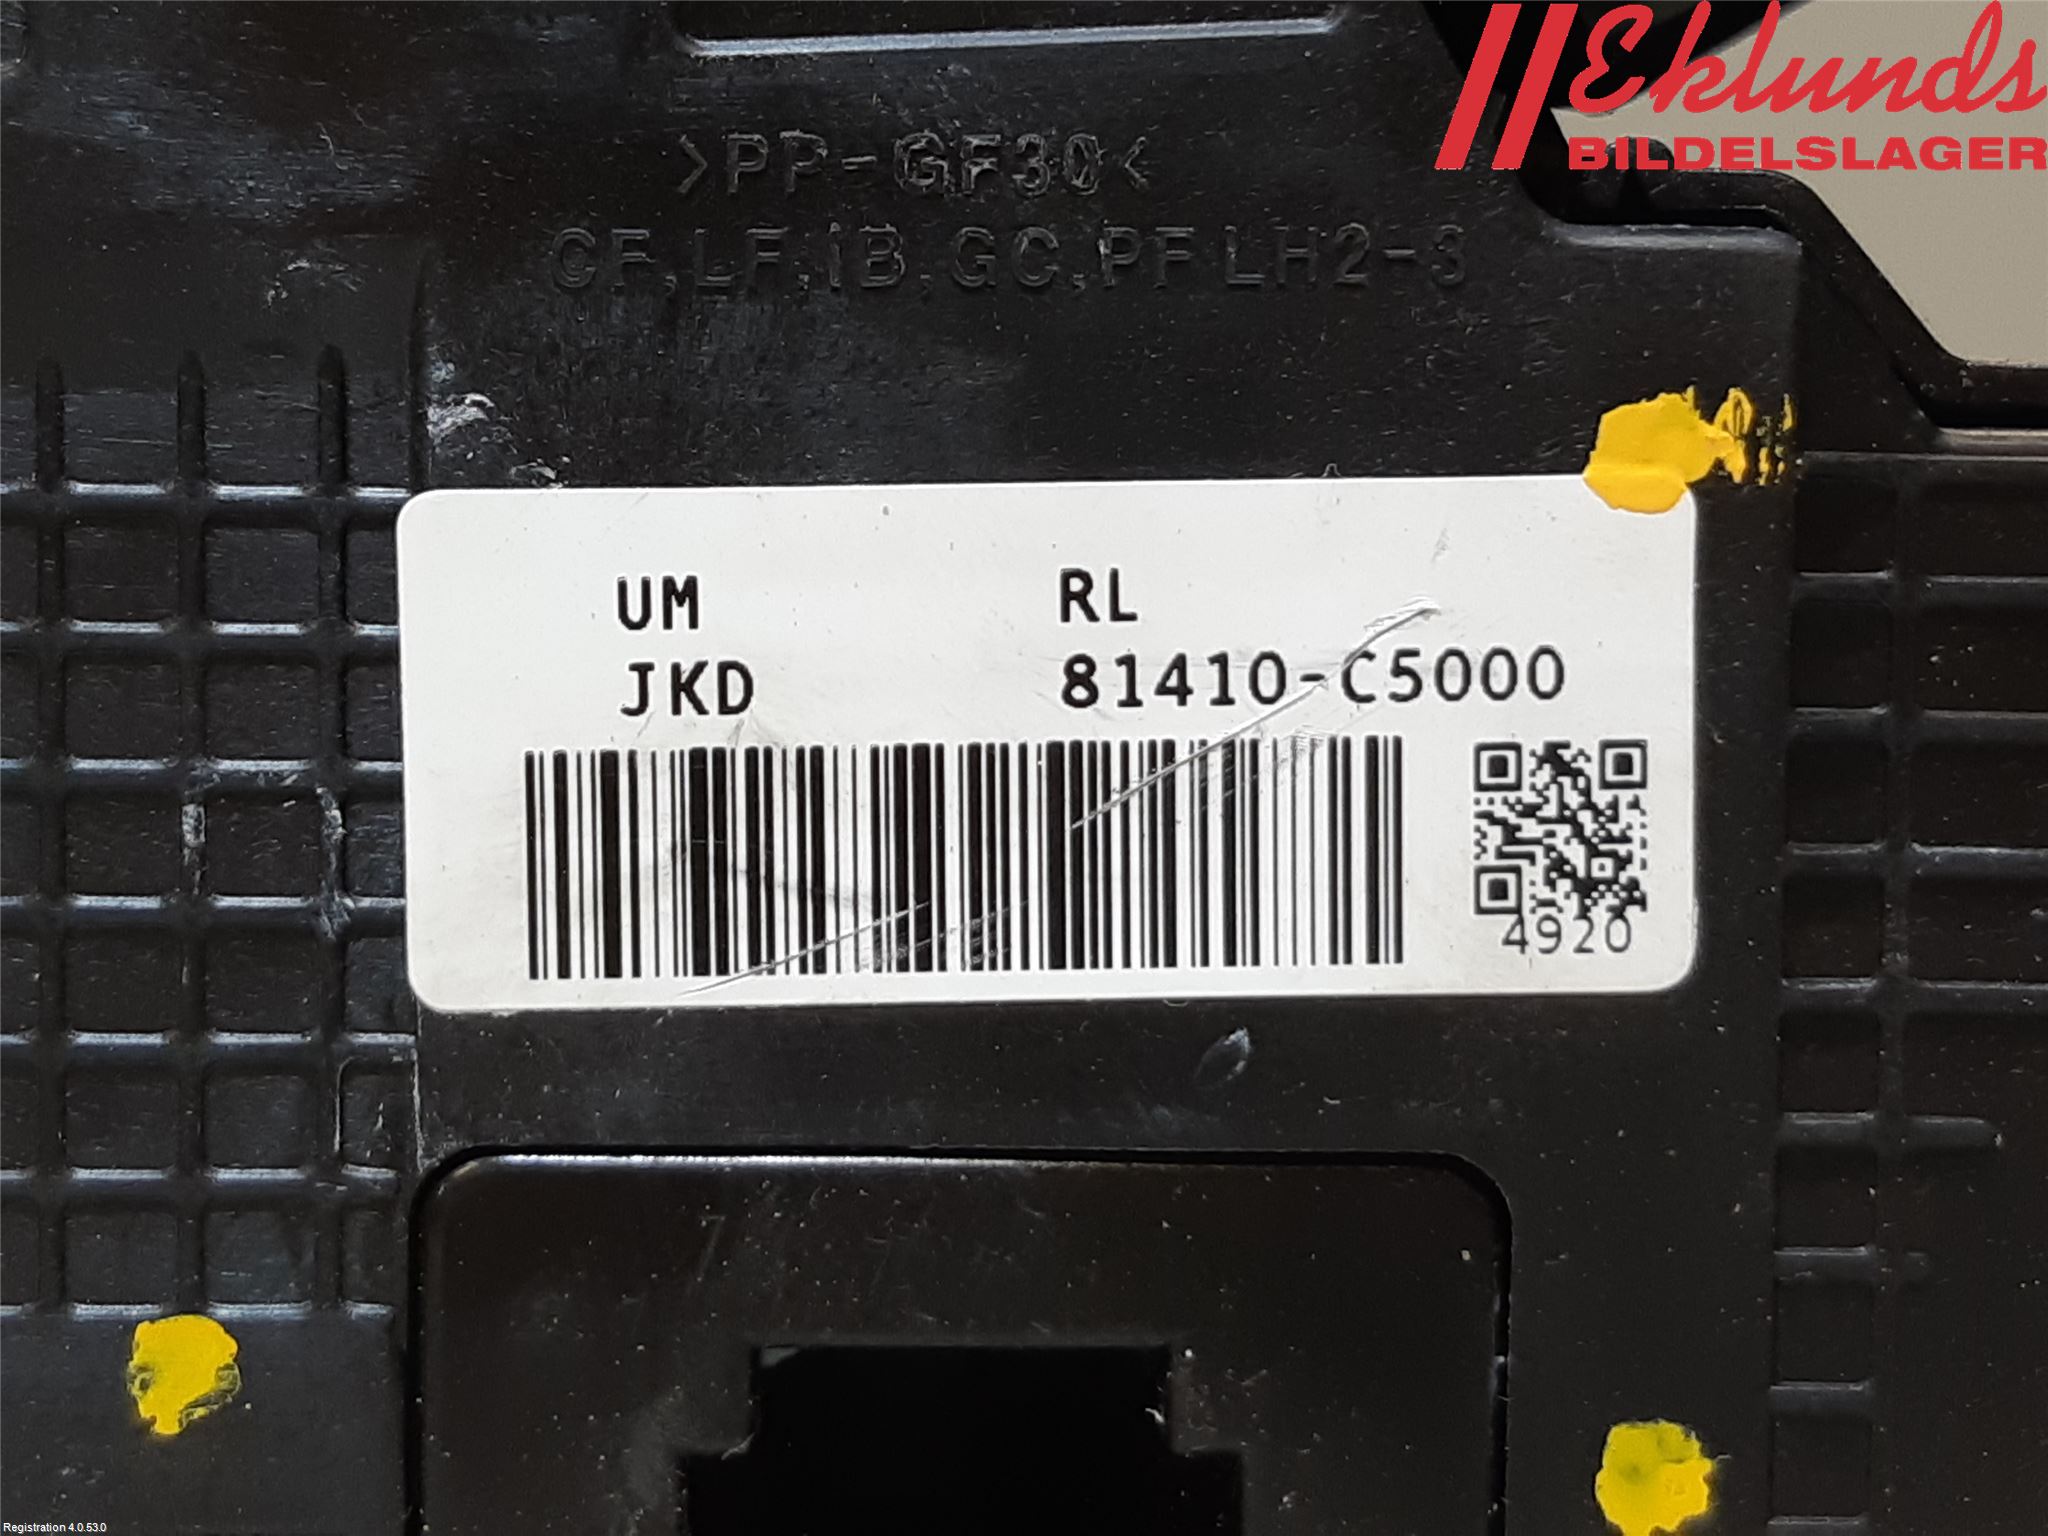 Eklunds
BILDELSLAGER
>PP-GF30<
CF,LF,IB,GC,PF LH2-3
UM RL
JKD 81410-C5000
4920
Registration 4.0.53.0